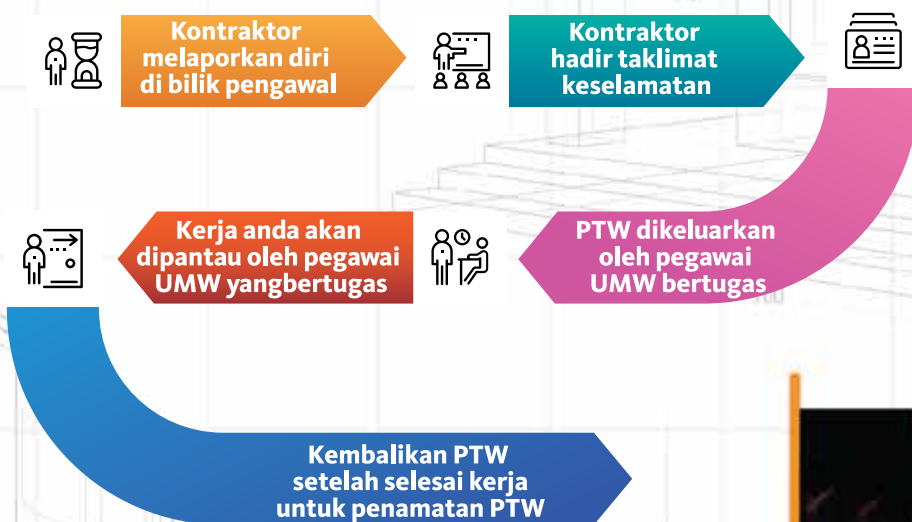 Kontraktor
melaporkan diri
di bilik pengawal
Kontraktor
hadir taklimat
keselamatan
PTW dikeluarkan
oleh pegawai
UMW bertugas
Kerja anda akan
dipantau oleh pegawai
UMW yangbertugas
Kembalikan PTW
setelah selesai kerja
untuk penamatan PTW